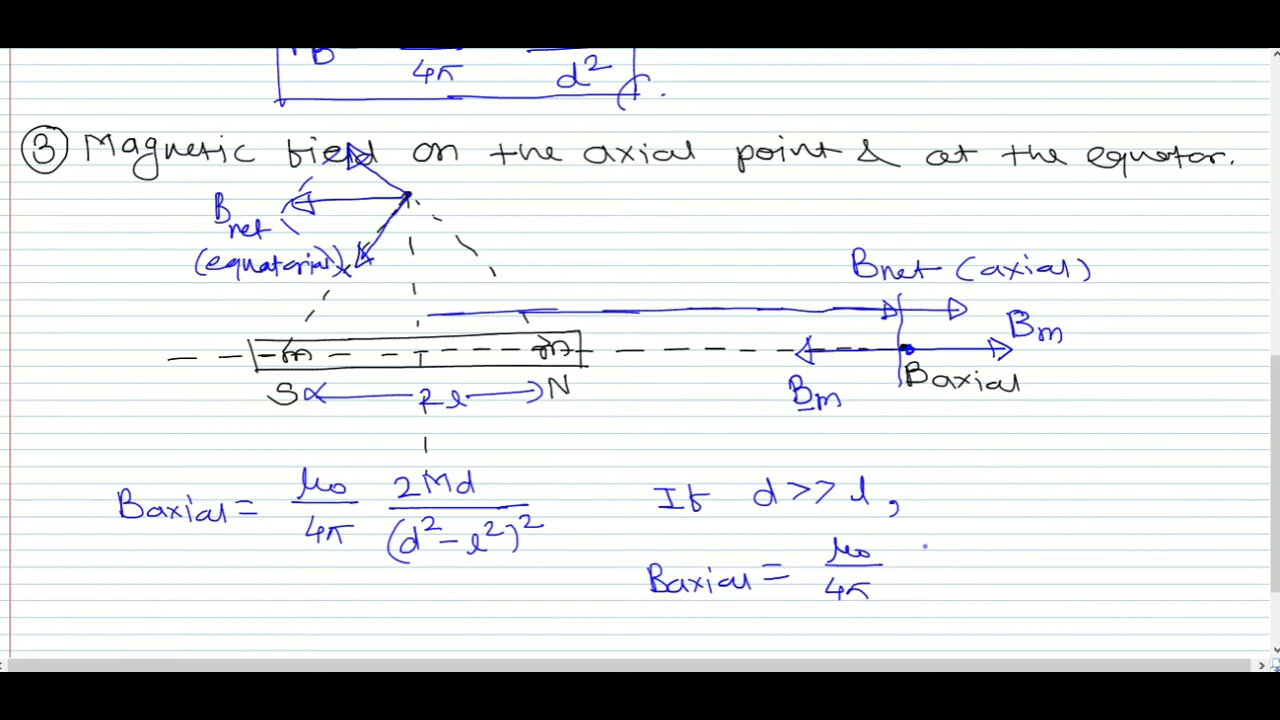 B
4π
d²
③ Magnetic field on the axial point & at the equator.
Bnet
(equatorial)
Bnet (axial)
Bm
m m
S 2l N
Bm
Baxial
Baxial = μ₀/4π 2Md/(d² - l²)²
If d >> l,
Baxial = μ₀/4π